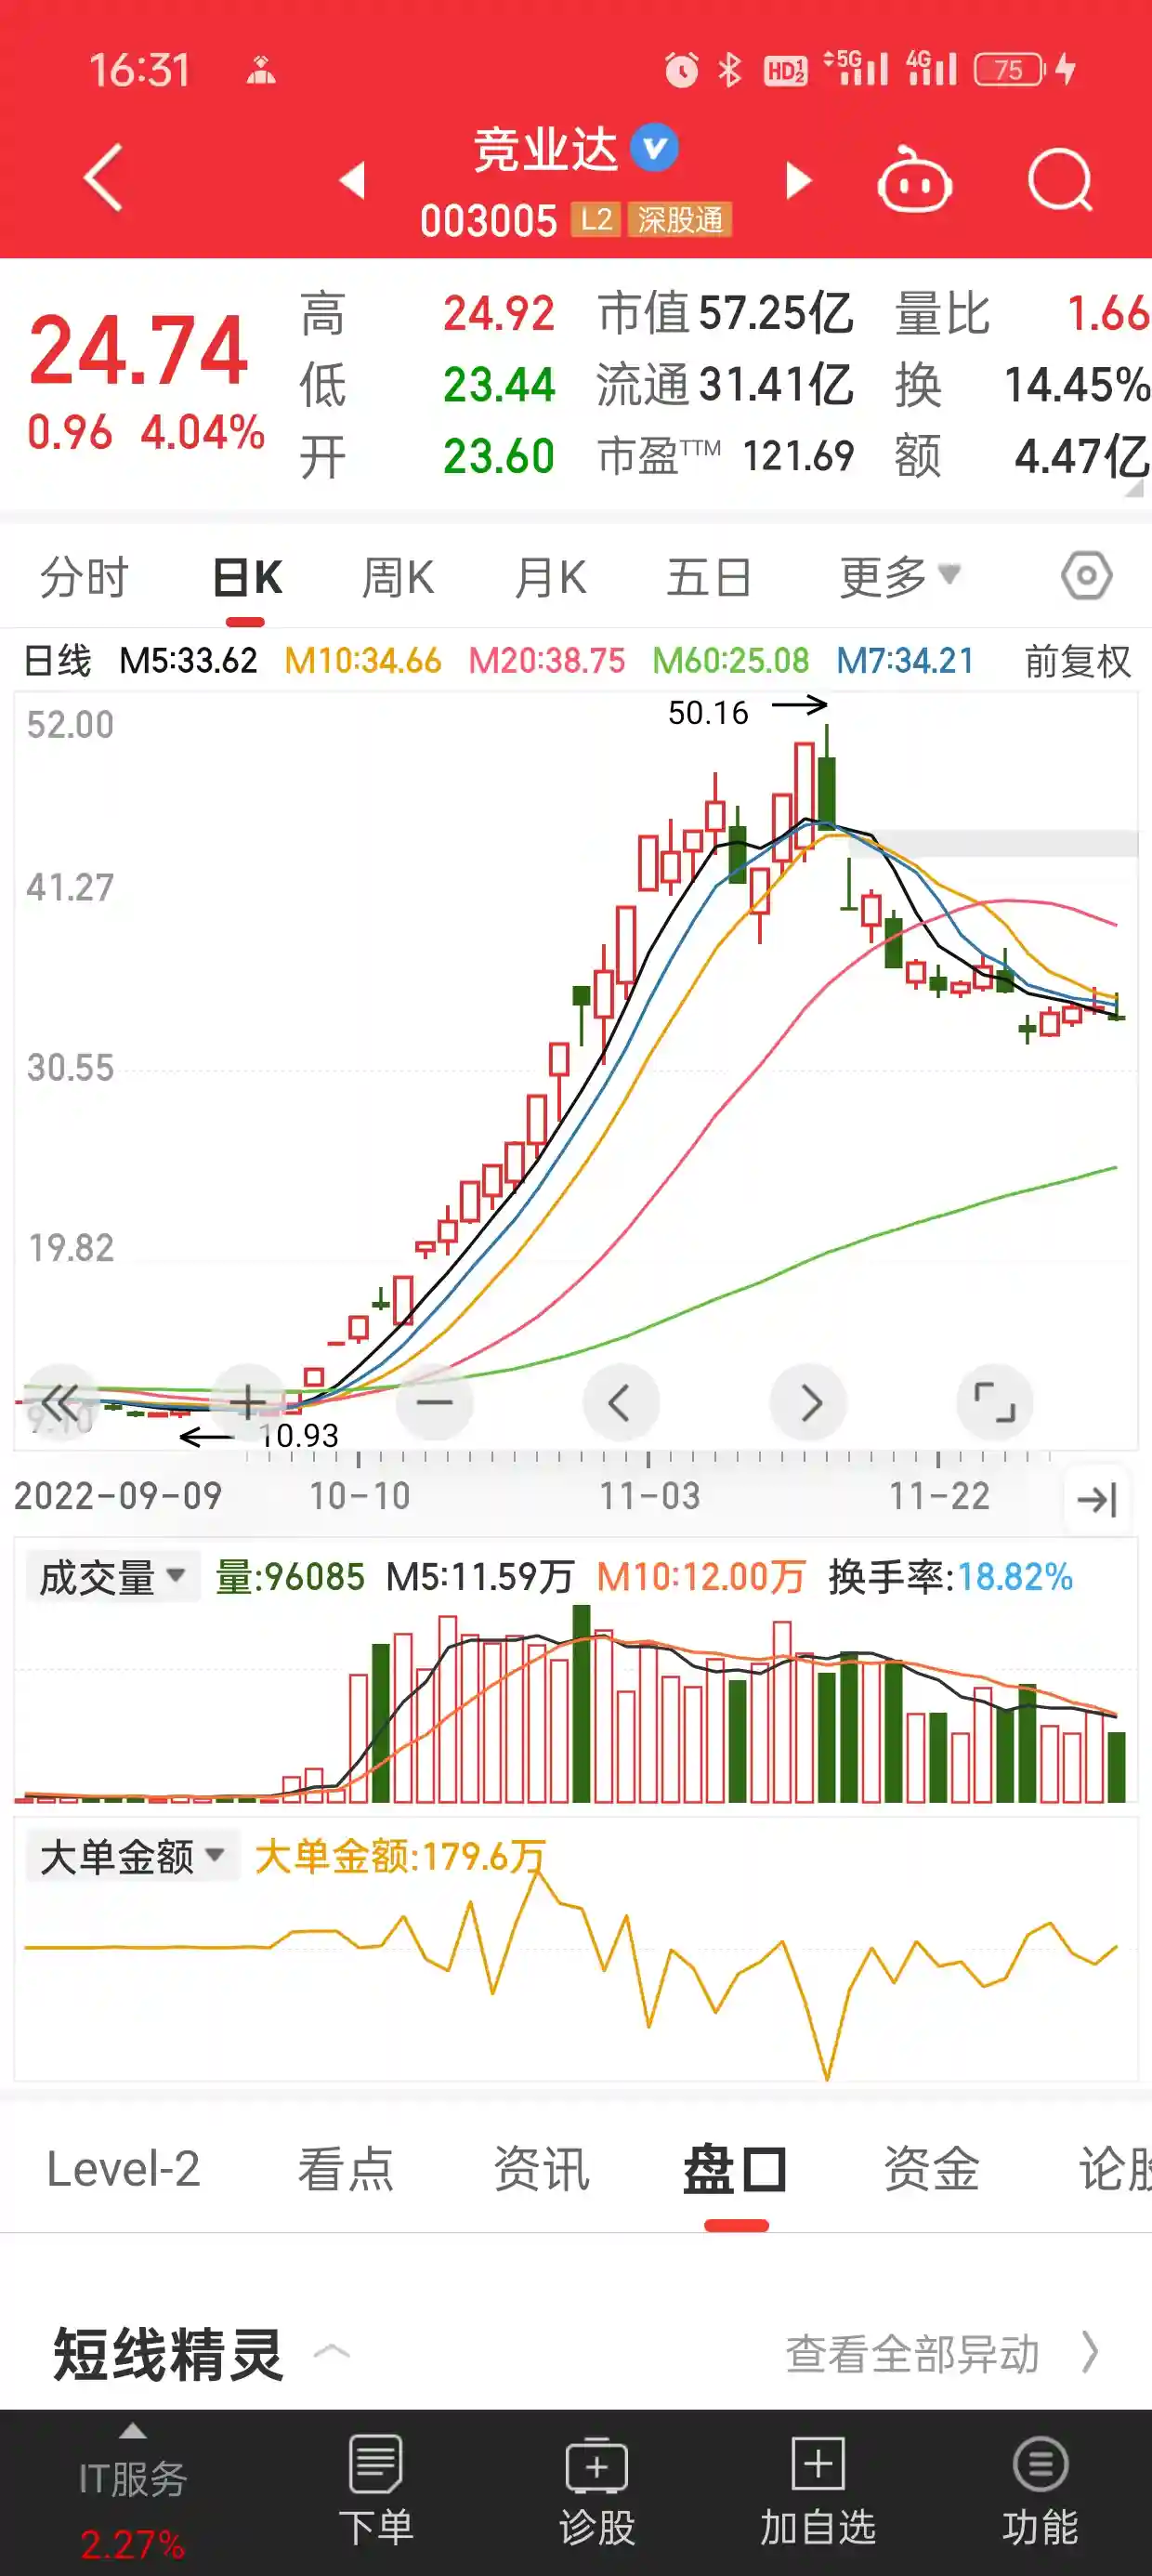 16:31 HD 1 2 5G 4G 75
竞业达
003005 L2 深股通
24.74 高 24.92 市值 57.25亿 量比 1.66
低 23.44 流通 31.41亿 换 14.45%
0.96 4.04% 开 23.60 市盈TTM 121.69 额 4.47亿
分时 日K 周K 月K 五日 更多
日线 M5:33.62 M10:34.66 M20:38.75 M60:25.08 M7:34.21 前复权
52.00 50.16
41.27
30.55
19.82
9.10 10.93
2022-09-09 10-10 11-03 11-22
成交量 量:96085 M5:11.59万 M10:12.00万 换手率:18.82%
大单金额 大单金额:179.6万
Level-2 看点 资讯 盘口 资金 论股
短线精灵 查看全部异动
IT服务 下单 诊股 加自选 功能
2.27%